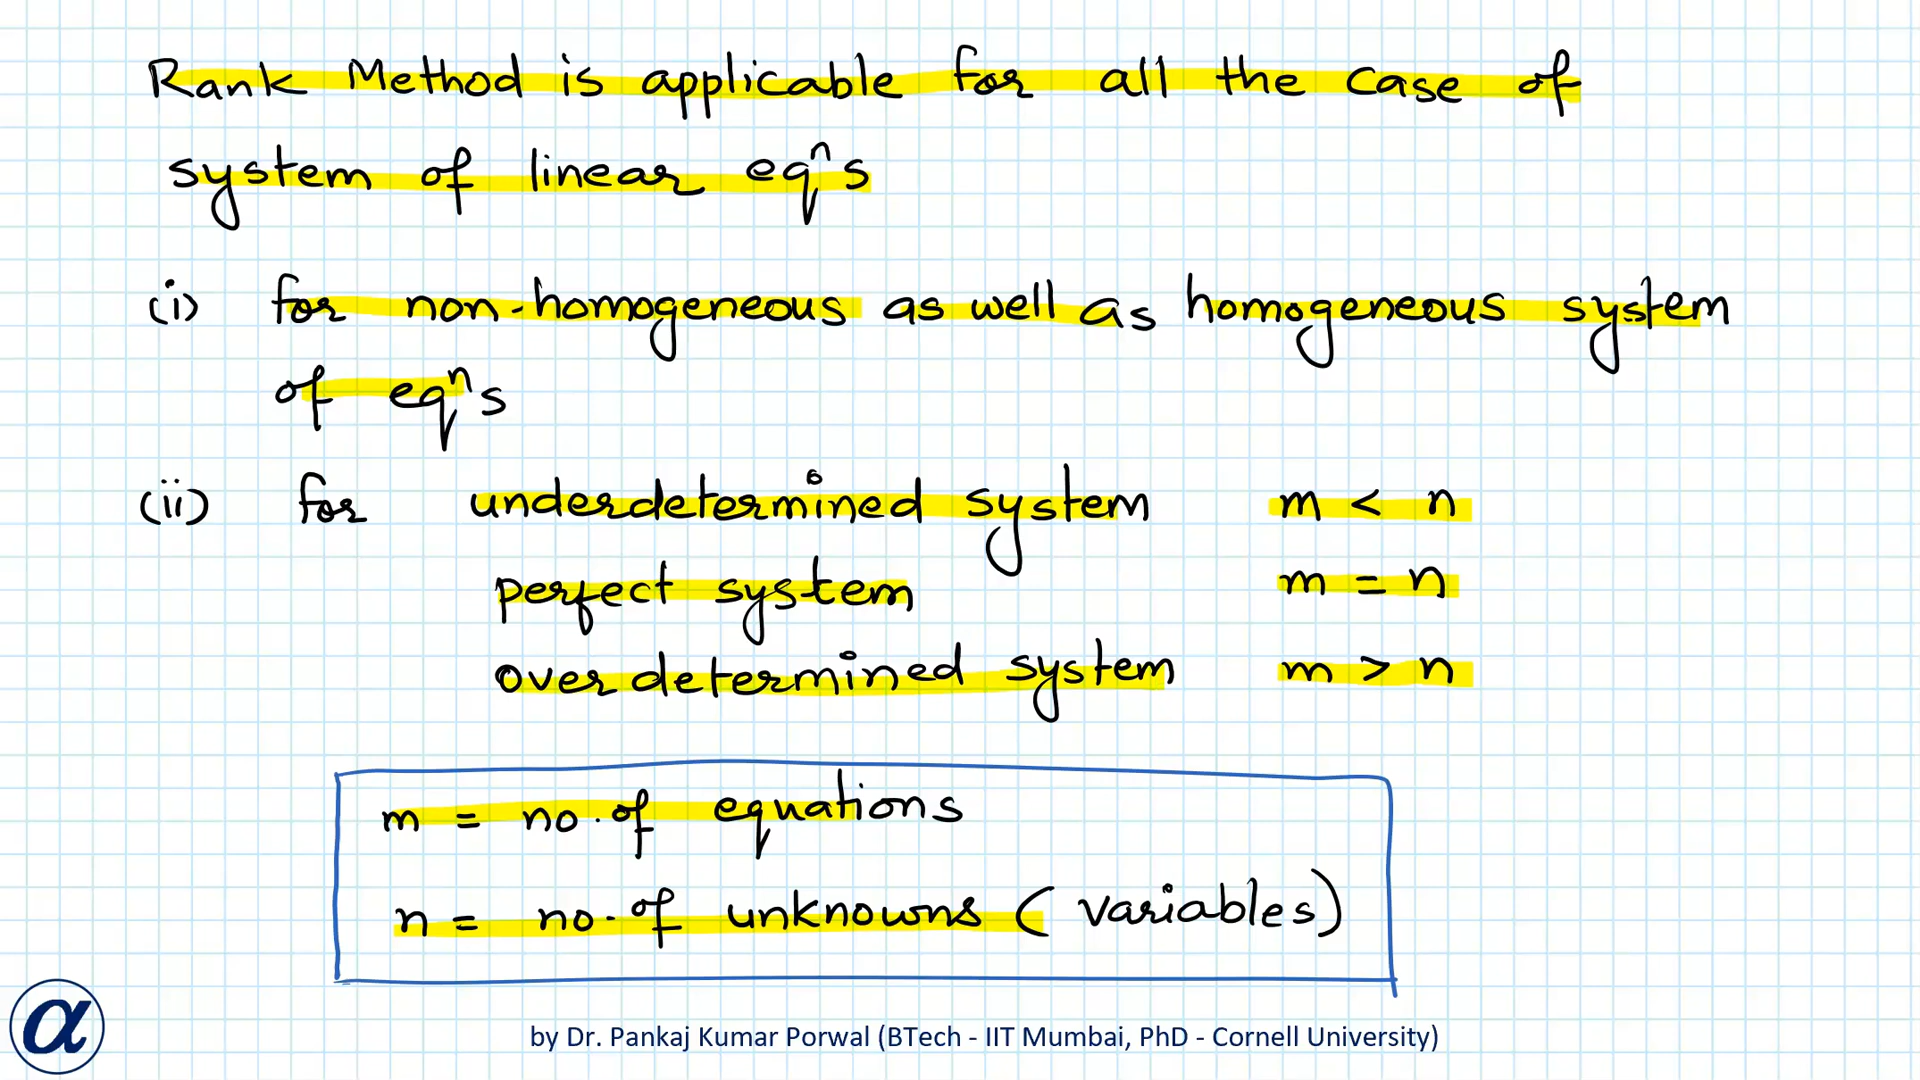 Rank Method is applicable for all the case of
system of linear eqⁿs
(i) for non-homogeneous as well as homogeneous system
of eqⁿs
(ii) for underdetermined system m < n
perfect system m = n
overdetermined system m > n
m = no. of equations
n = no. of unknowns (variables)
α
by Dr. Pankaj Kumar Porwal (BTech - IIT Mumbai, PhD - Cornell University)